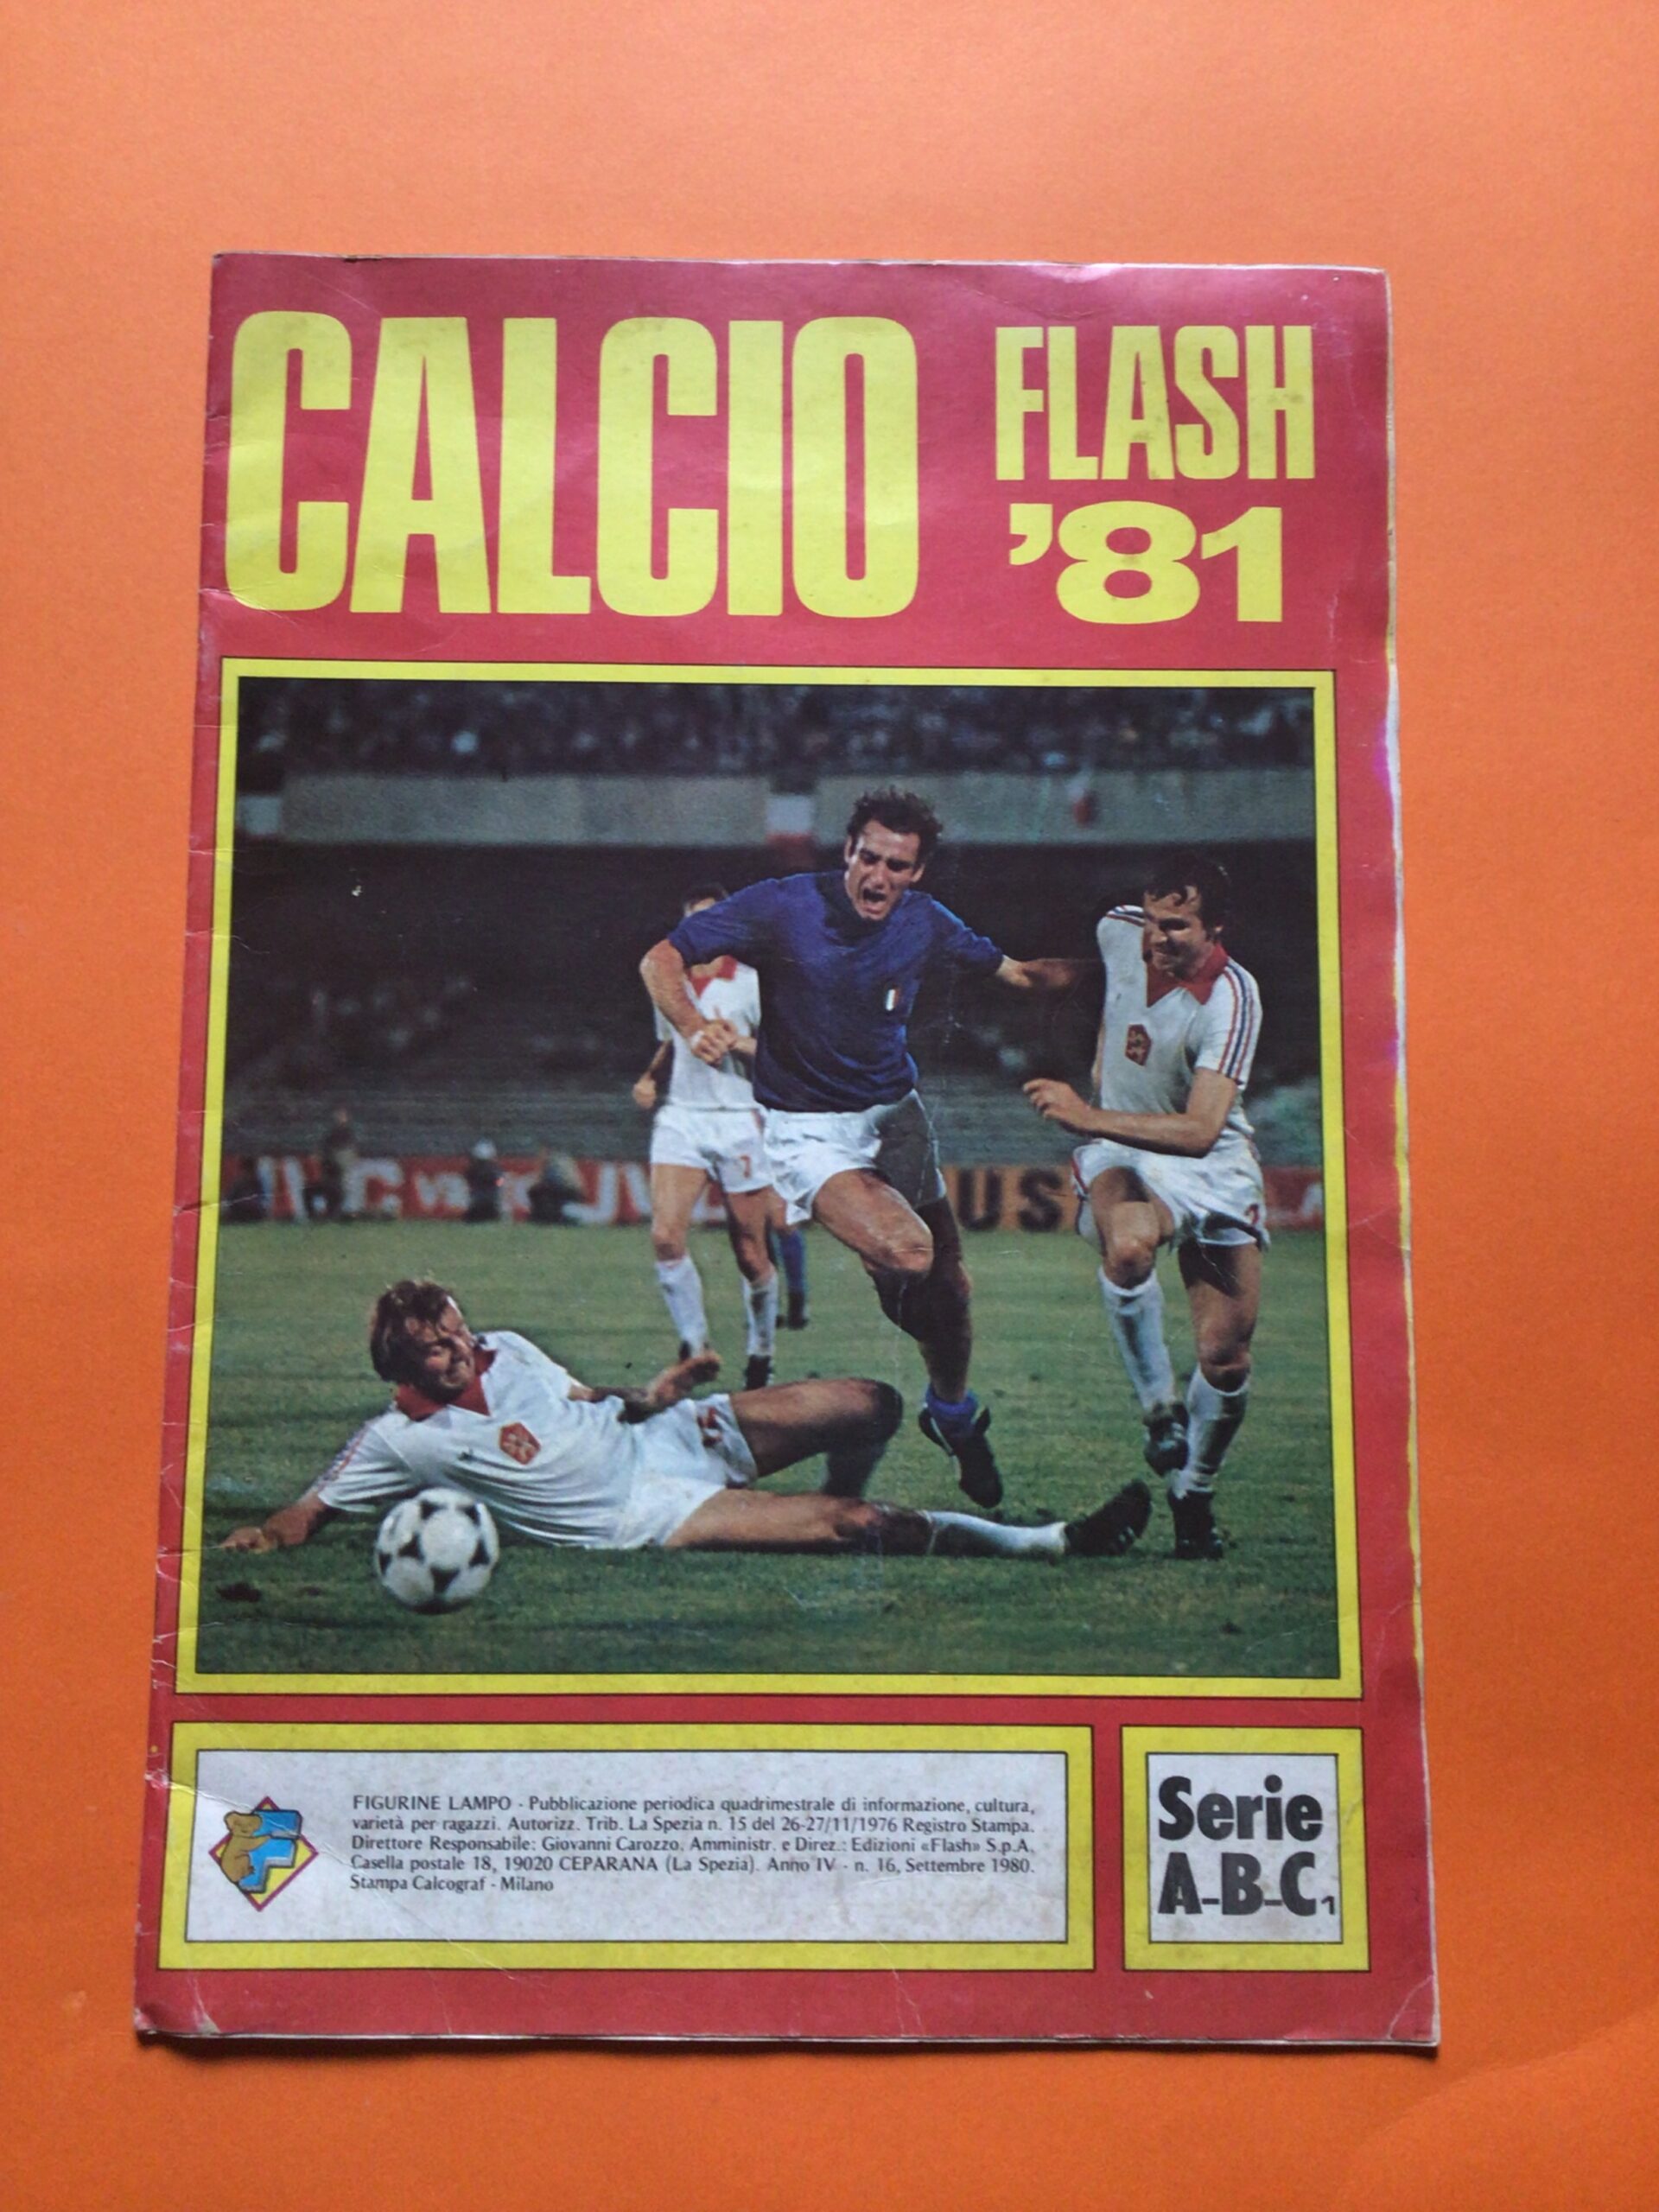 CALCIO FLASH
'81
FIGURINE LAMPO - Pubblicazione periodica quadrimestrale di informazione, cultura,
varietà per ragazzi. Autorizz. Trib. La Spezia n. 15 del 26-27/11/1976 Registro Stampa.
Direttore Responsabile: Giovanni Carozzo. Amministr. e Direz.: Edizioni «Flash» S.p.A.
Casella postale 18, 19020 CEPARANA (La Spezia). Anno IV - n. 16, Settembre 1980.
Stampa Calcograf - Milano
Serie
A-B-C1